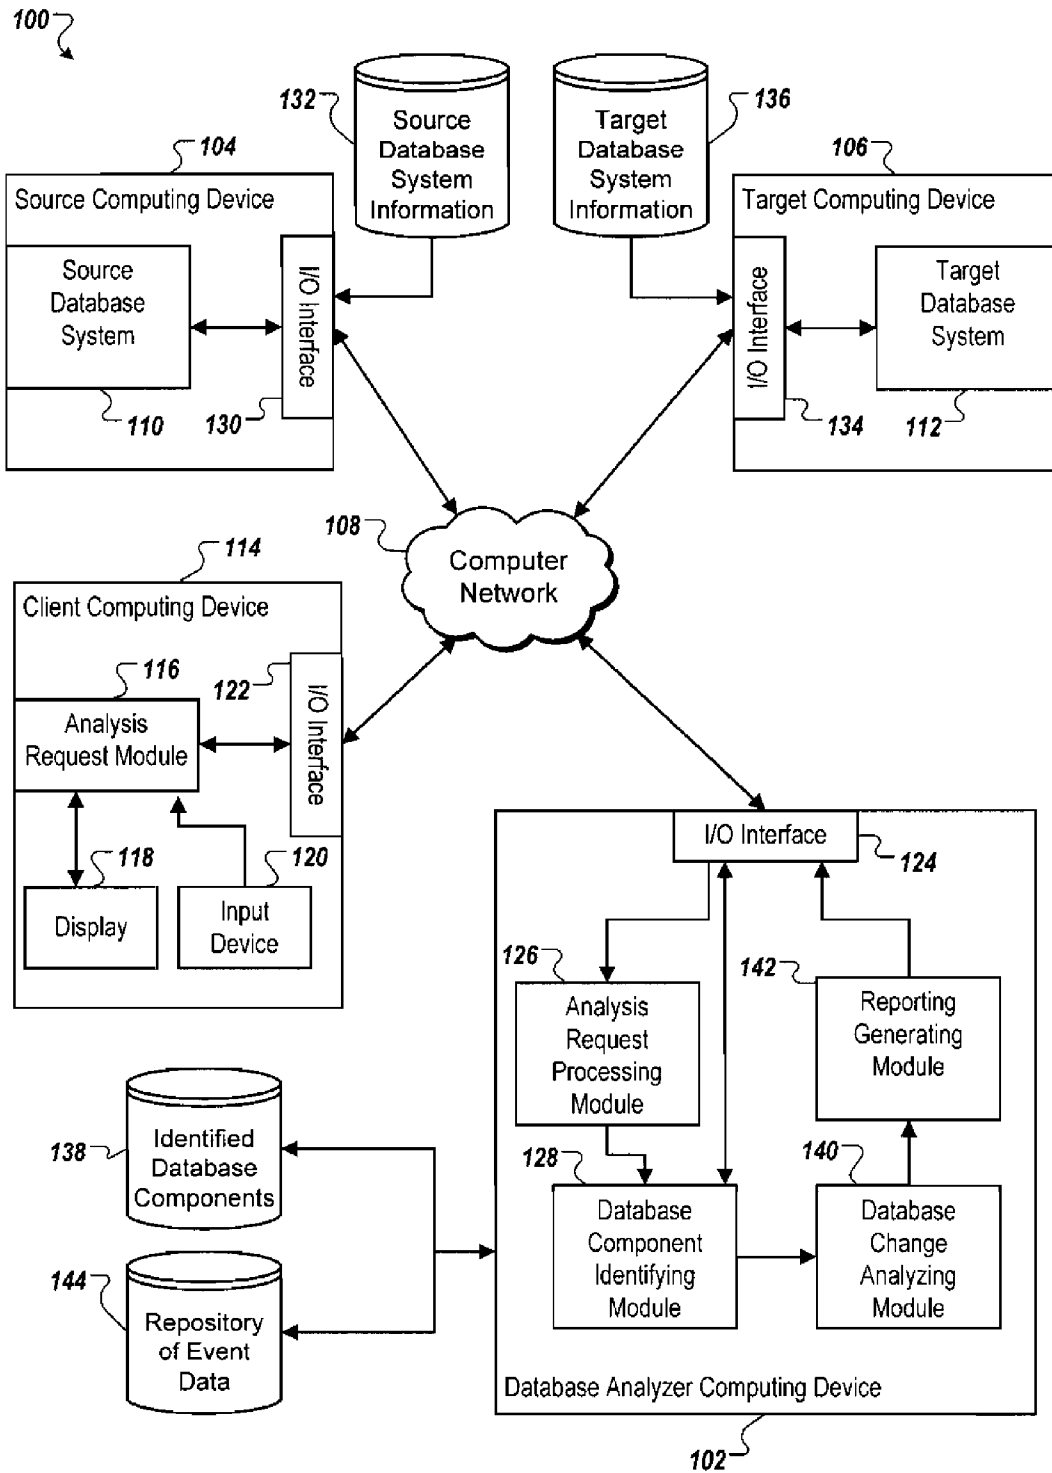 100
132
Source
Database
System
Information
Target
Database
System
Information
136
104
Source Computing Device
Source
Database
System
110
I/O Interface
130
106
Target Computing Device
I/O Interface
134
Target
Database
System
112
108
Computer
Network
114
Client Computing Device
116
Analysis
Request Module
122
I/O Interface
118
Display
120
Input
Device
I/O Interface
124
126
Analysis
Request
Processing
Module
142
Reporting
Generating
Module
128
Database
Component
Identifying
Module
140
Database
Change
Analyzing
Module
Database Analyzer Computing Device
102
138
Identified
Database
Components
144
Repository
of Event
Data